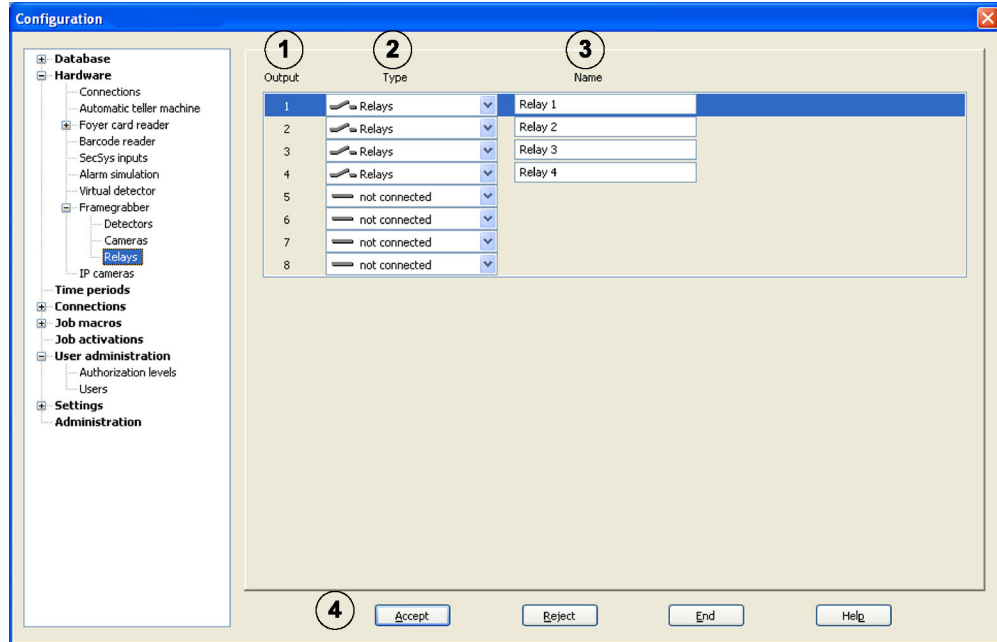 Configuration
Database
Hardware
Connections
Automatic teller machine
Foyer card reader
Barcode reader
SecSys inputs
Alarm simulation
Virtual detector
Framegrabber
Detectors
Cameras
Relays
IP cameras
Time periods
Connections
Job macros
Job activations
User administration
Authorization levels
Users
Settings
Administration
1 2 3
Output Type Name
1 Relays Relay 1
2 Relays Relay 2
3 Relays Relay 3
4 Relays Relay 4
5 not connected
6 not connected
7 not connected
8 not connected
4 Accept Reject End Help